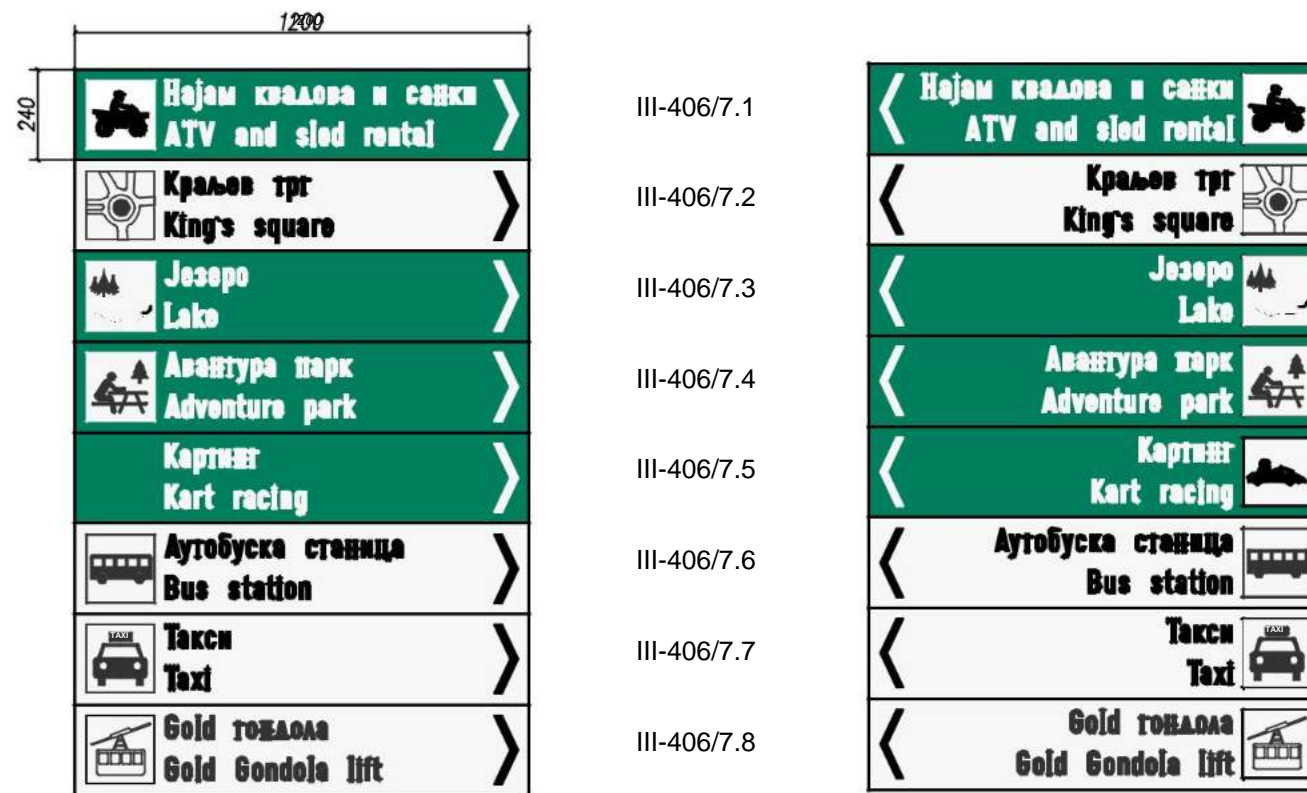 1200
240
Најам квадова и санки
ATV and sled rental
III-406/7.1
Најам квадова и санки
ATV and sled rental
Краљев трг
King's square
III-406/7.2
Краљев трг
King's square
Језеро
Lake
III-406/7.3
Језеро
Lake
Авантура парк
Adventure park
III-406/7.4
Авантура парк
Adventure park
Картинг
Kart racing
III-406/7.5
Картинг
Kart racing
Аутобуска станица
Bus station
III-406/7.6
Аутобуска станица
Bus station
TAXI
Такси
Taxi
III-406/7.7
Такси
Taxi
TAXI
Gold гондола
Gold Gondola lift
III-406/7.8
Gold гондола
Gold Gondola lift